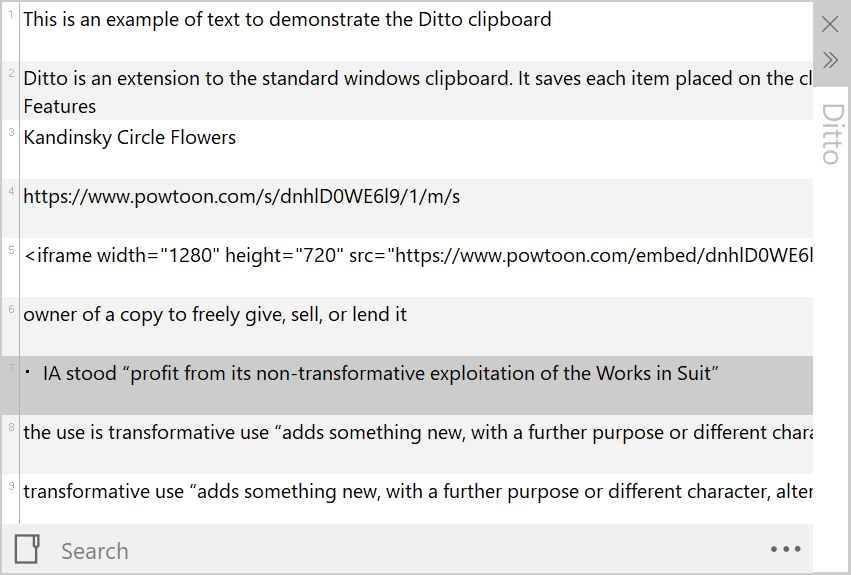 1 This is an example of text to demonstrate the Ditto clipboard
2 Ditto is an extension to the standard windows clipboard. It saves each item placed on the cl
Features
3 Kandinsky Circle Flowers
4 https://www.powtoon.com/s/dnhlD0WE6l9/1/m/s
5 <iframe width="1280" height="720" src="https://www.powtoon.com/embed/dnhlD0WE6l
6 owner of a copy to freely give, sell, or lend it
7 · IA stood “profit from its non-transformative exploitation of the Works in Suit”
8 the use is transformative use “adds something new, with a further purpose or different chara
9 transformative use “adds something new, with a further purpose or different character, alter
Search
Ditto